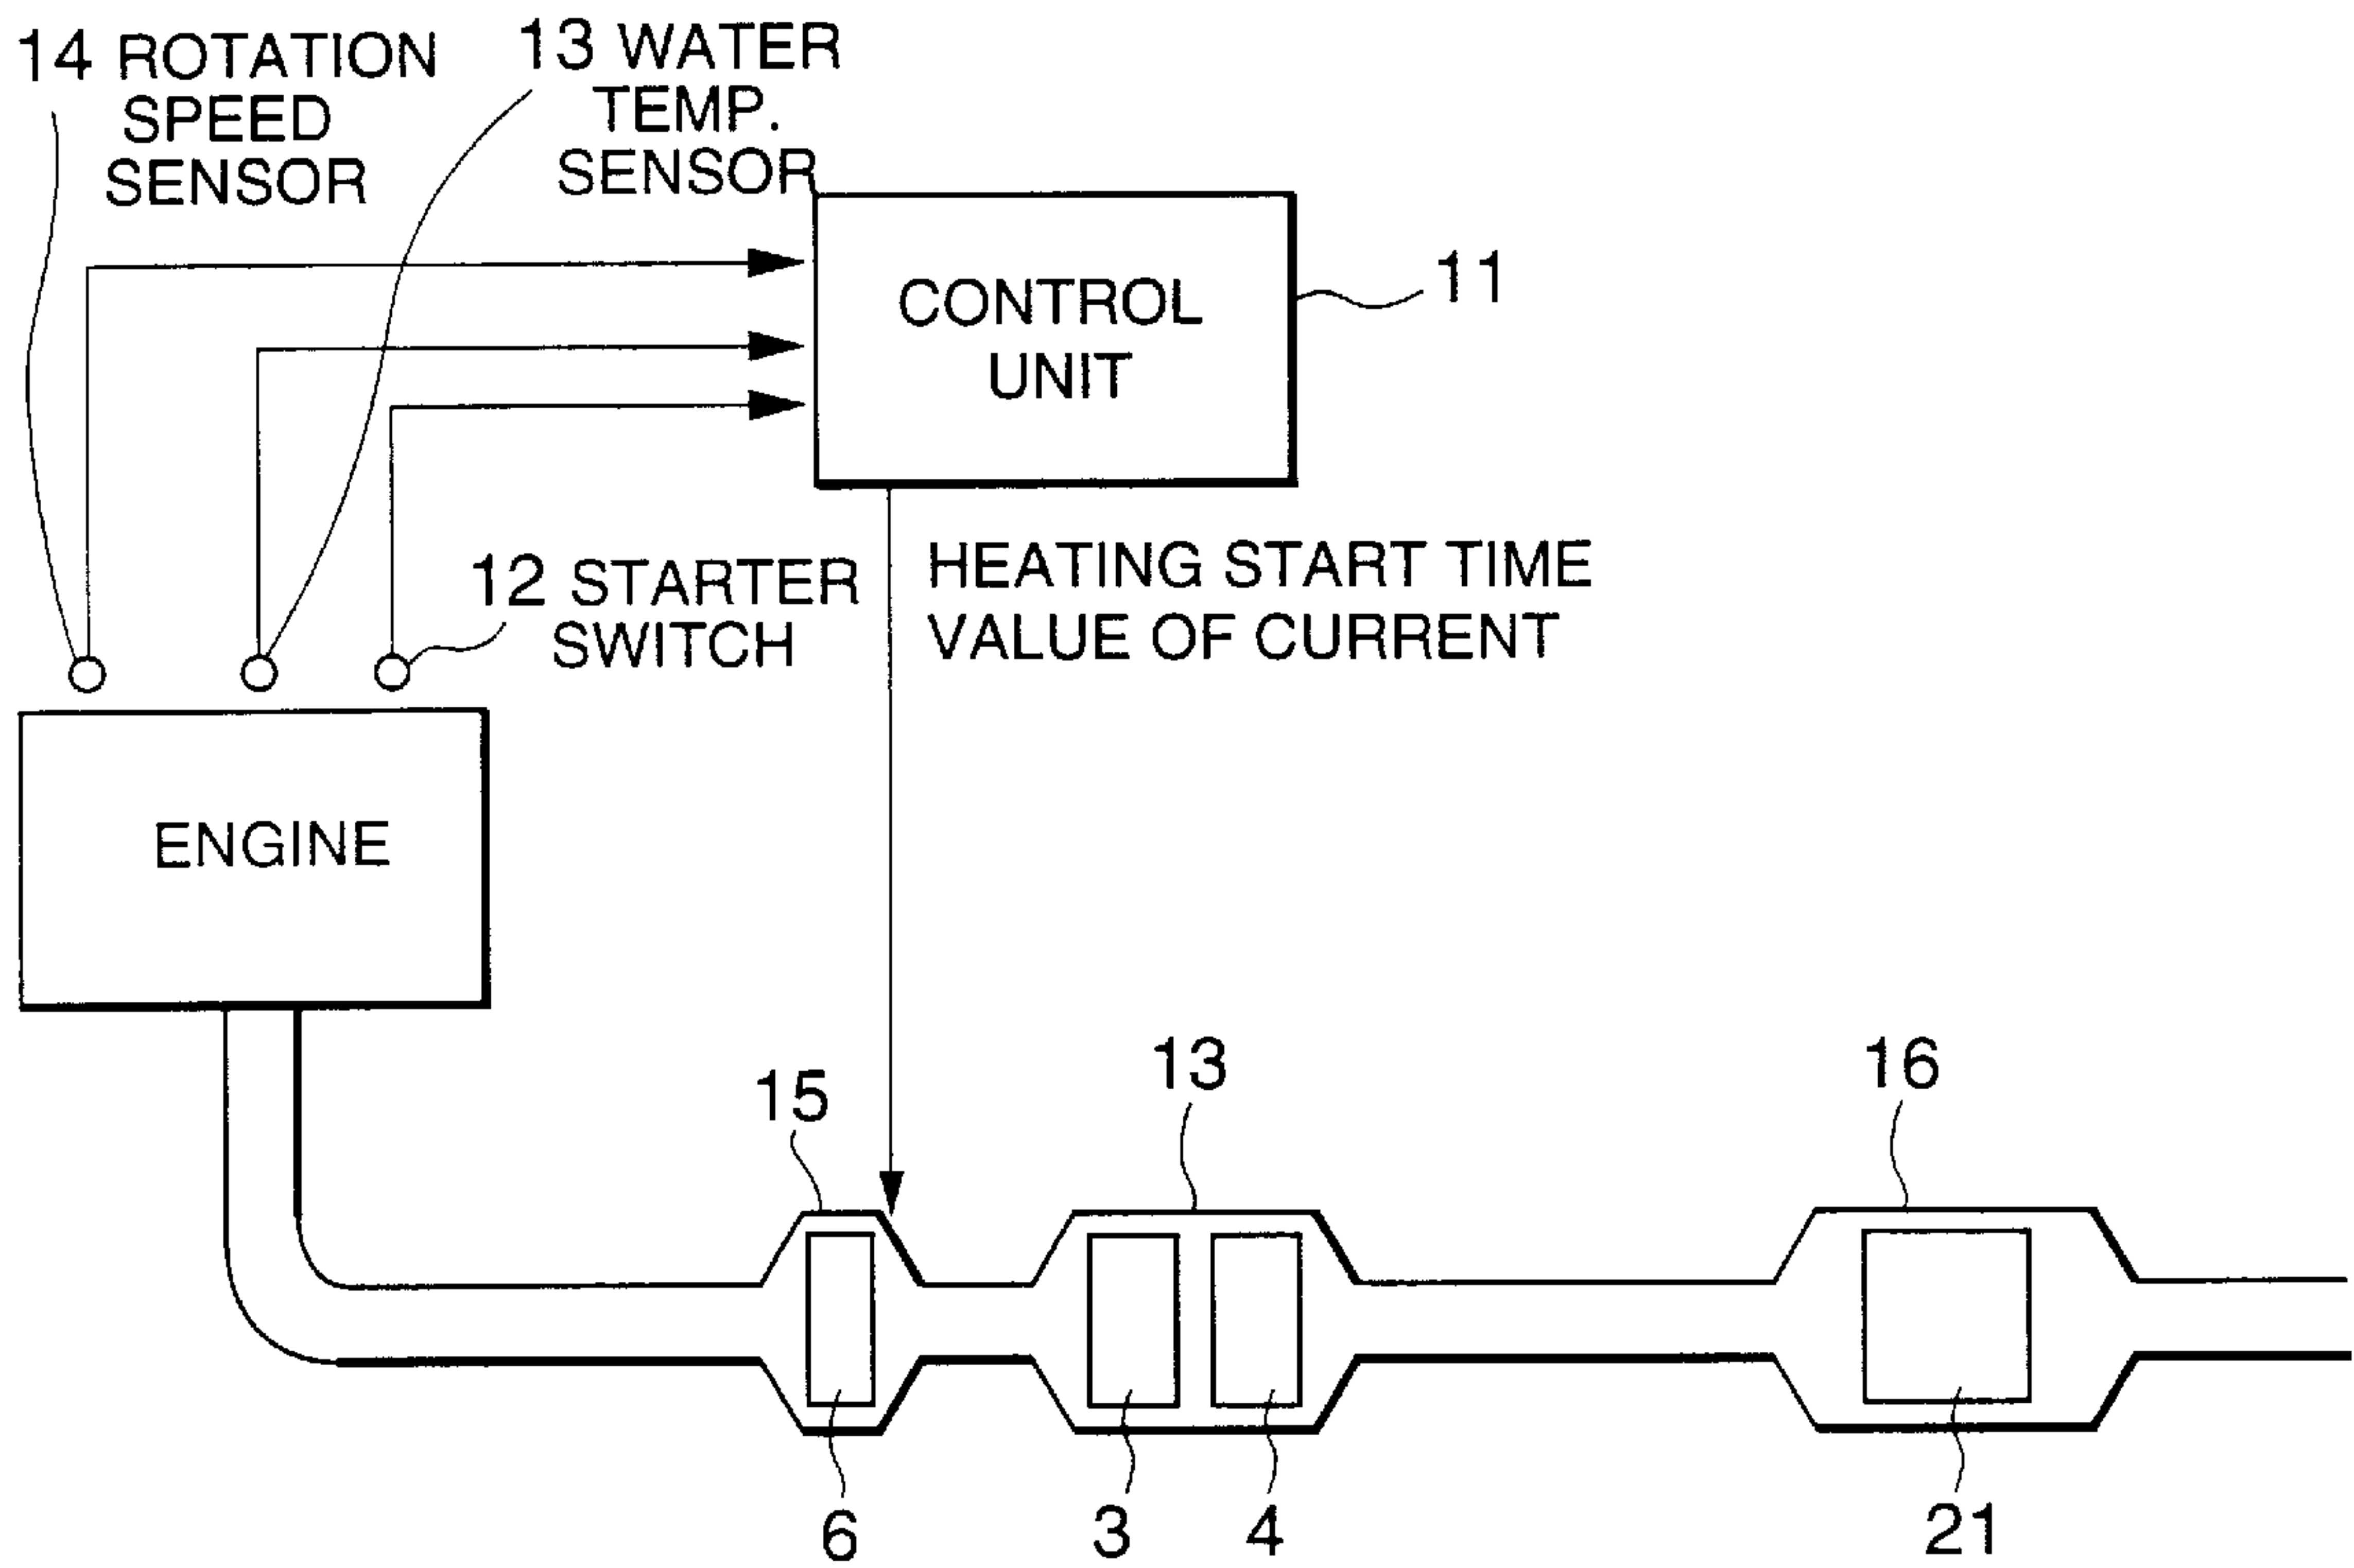 14 ROTATION
SPEED
SENSOR
13 WATER
TEMP.
SENSOR
CONTROL
UNIT
11
12 STARTER
SWITCH
HEATING START TIME
VALUE OF CURRENT
ENGINE
15
13
16
6
3
4
21